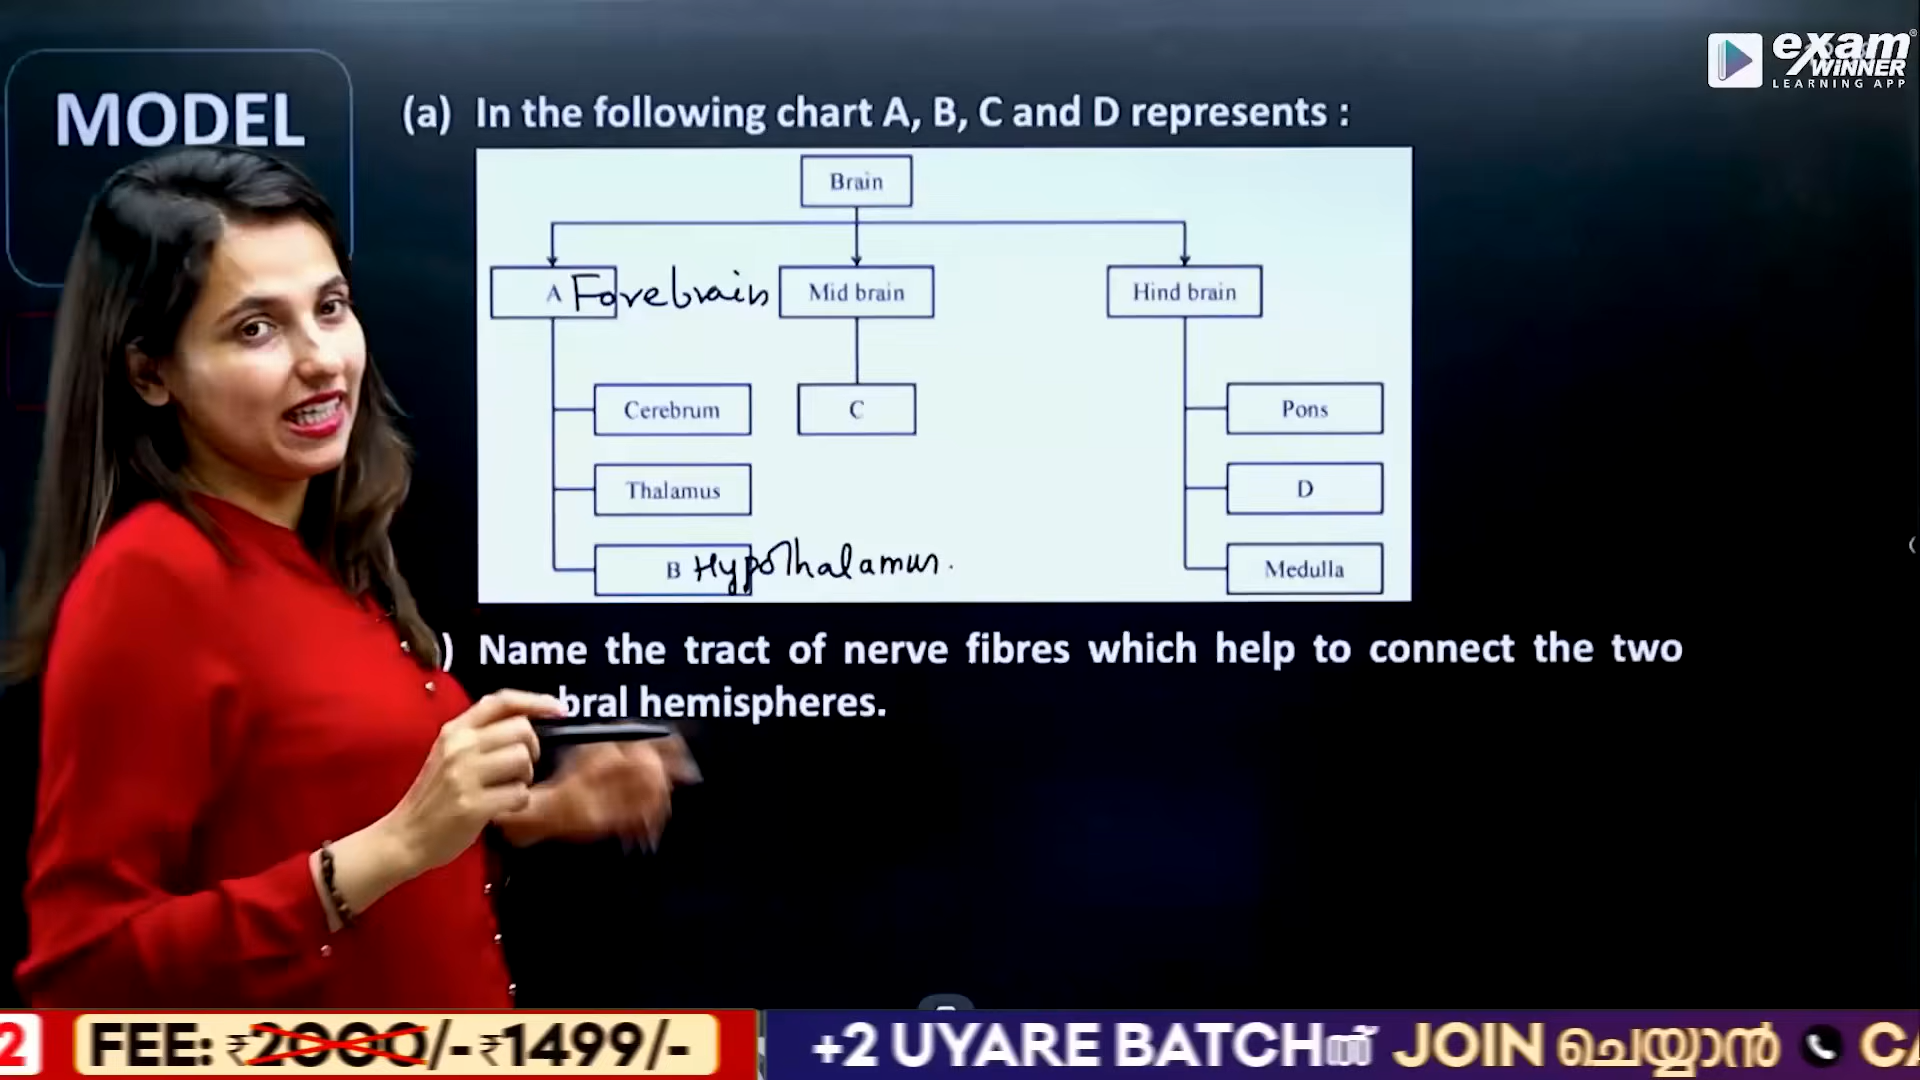 exam
WINNER
LEARNING APP
MODEL
(a) In the following chart A, B, C and D represents :
Brain
A Forebrain
Mid brain
Hind brain
Cerebrum
C
Pons
Thalamus
D
B Hypothalamus.
Medulla
) Name the tract of nerve fibres which help to connect the two
bral hemispheres.
2
FEE: ₹2000/- ₹1499/-
+2 UYARE BATCHന് JOIN ചെയ്യാൻ